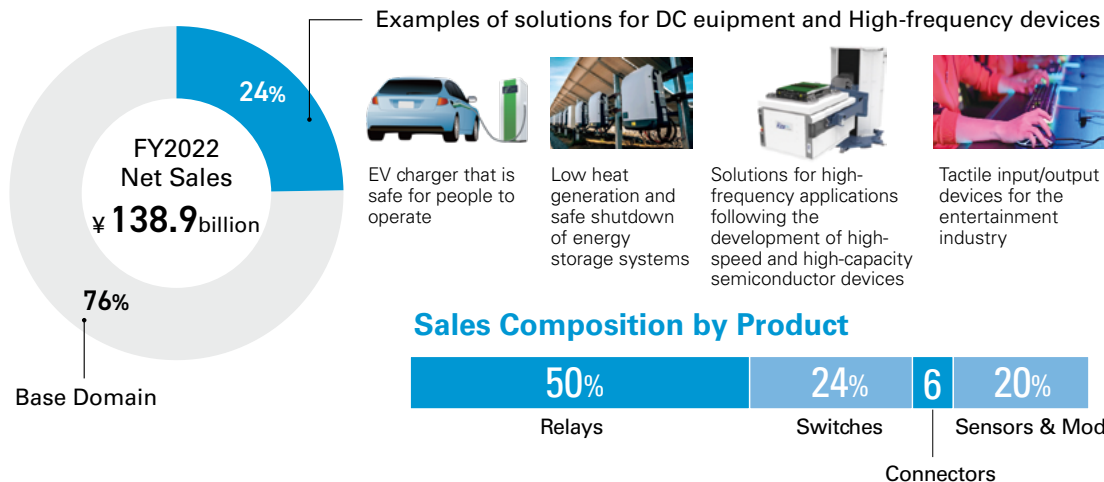 Examples of solutions for DC euipment and High-frequency devices
24%
FY2022
Net Sales
¥ 138.9billion
76%
Base Domain
EV charger that is
safe for people to
operate
Low heat
generation and
safe shutdown
of energy
storage systems
Solutions for high-
frequency applications
following the
development of high-
speed and high-capacity
semiconductor devices
Tactile input/output
devices for the
entertainment
industry
Sales Composition by Product
50%
24%
6
20%
Relays
Switches
Sensors & Mod
Connectors